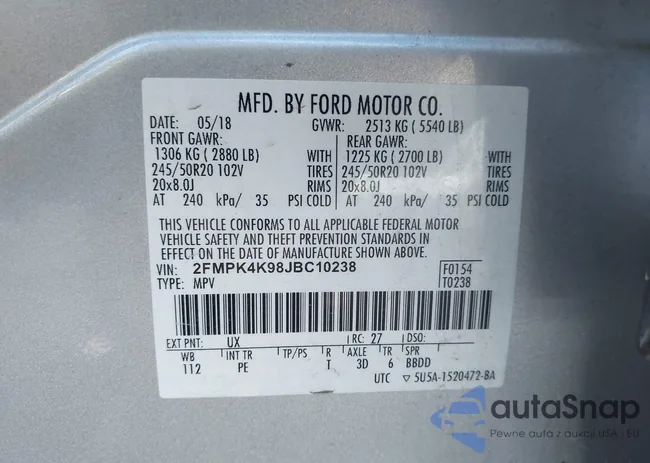 MFD. BY FORD MOTOR CO.
DATE: 05/18 GVWR: 2513 KG ( 5540 LB)
FRONT GAWR: REAR GAWR:
1306 KG ( 2880 LB) WITH 1225 KG ( 2700 LB) WITH
245/50R20 102V TIRES 245/50R20 102V TIRES
20x8.0J RIMS 20x8.0J RIMS
AT 240 kPa/ 35 PSI COLD AT 240 kPa/ 35 PSI COLD
THIS VEHICLE CONFORMS TO ALL APPLICABLE FEDERAL MOTOR
VEHICLE SAFETY AND THEFT PREVENTION STANDARDS IN
EFFECT ON THE DATE OF MANUFACTURE SHOWN ABOVE.
VIN: 2FMPK4K98JBC10238 F0154
TYPE: MPV T0238
EXT PNT: UX RC: 27 DSO:
WB INT TR TP/PS R AXLE TR SPR
112 PE T 3D 6 BBDD
UTC ▽ 5U5A-1520472-BA
autaSnap
Pewne auta z aukcji USA - EU